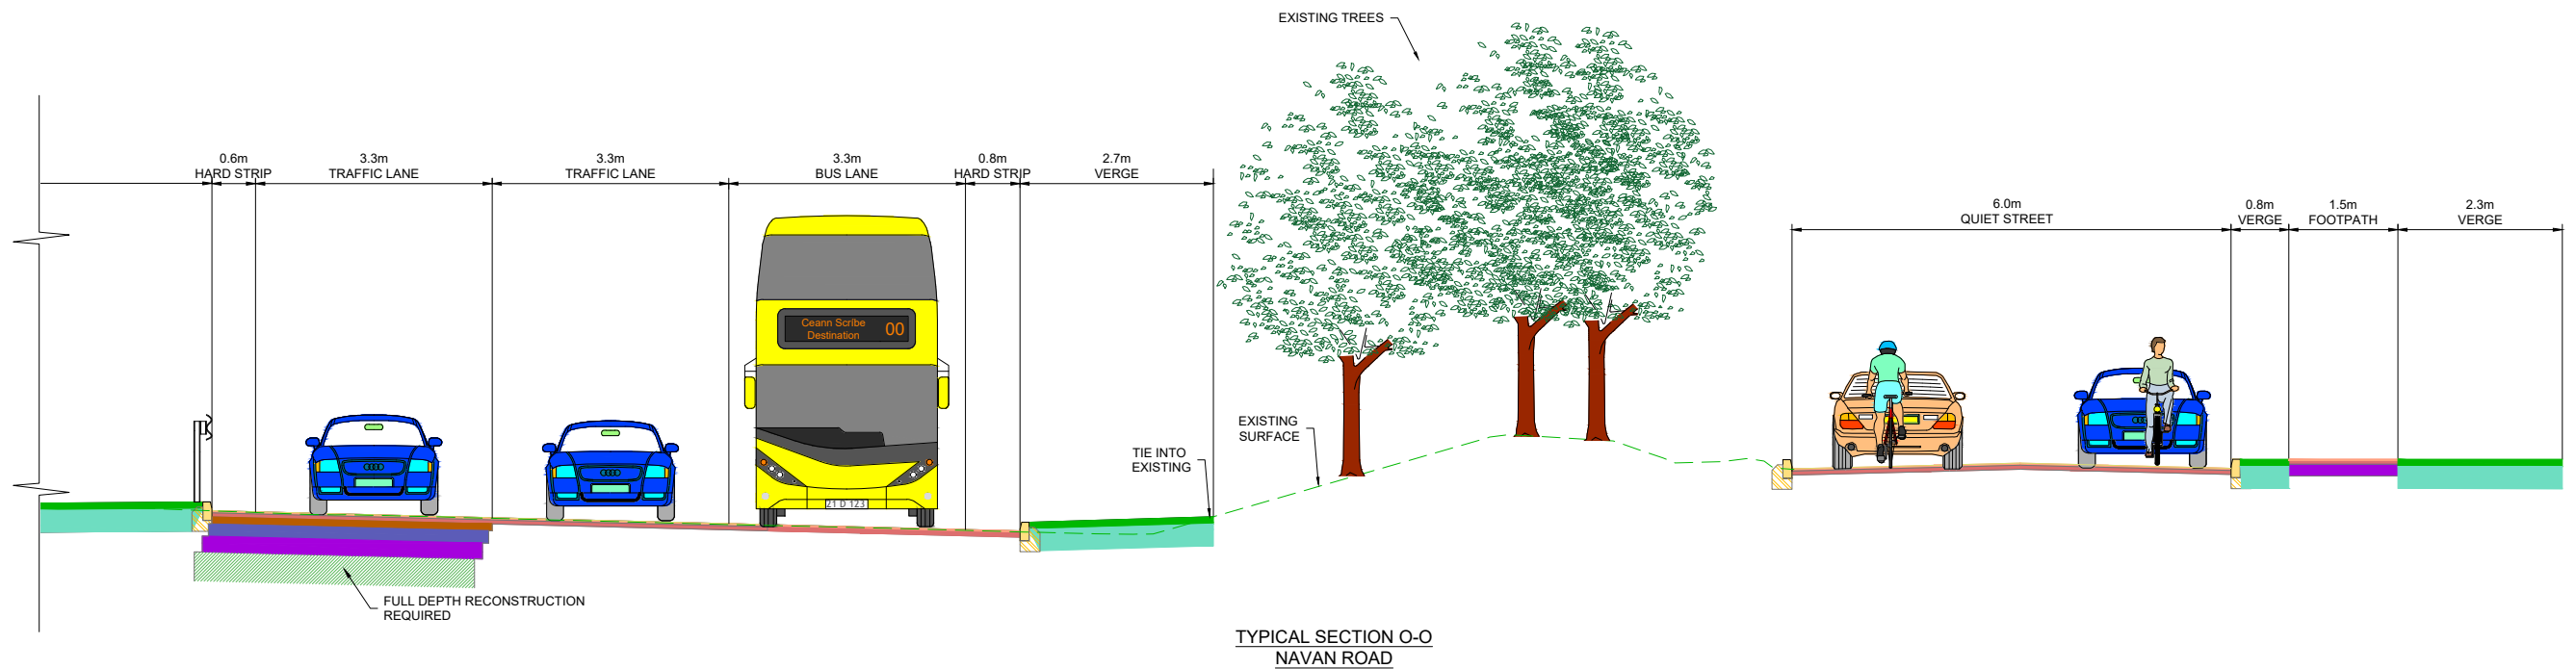 EXISTING TREES
0.6m
HARD STRIP
3.3m
TRAFFIC LANE
3.3m
TRAFFIC LANE
3.3m
BUS LANE
0.8m
HARD STRIP
2.7m
VERGE
6.0m
QUIET STREET
0.8m
VERGE
1.5m
FOOTPATH
2.3m
VERGE
Ceann Scríbe
Destination
00
EXISTING
SURFACE
TIE INTO
EXISTING
21 D 123
FULL DEPTH RECONSTRUCTION
REQUIRED
TYPICAL SECTION O-O
NAVAN ROAD